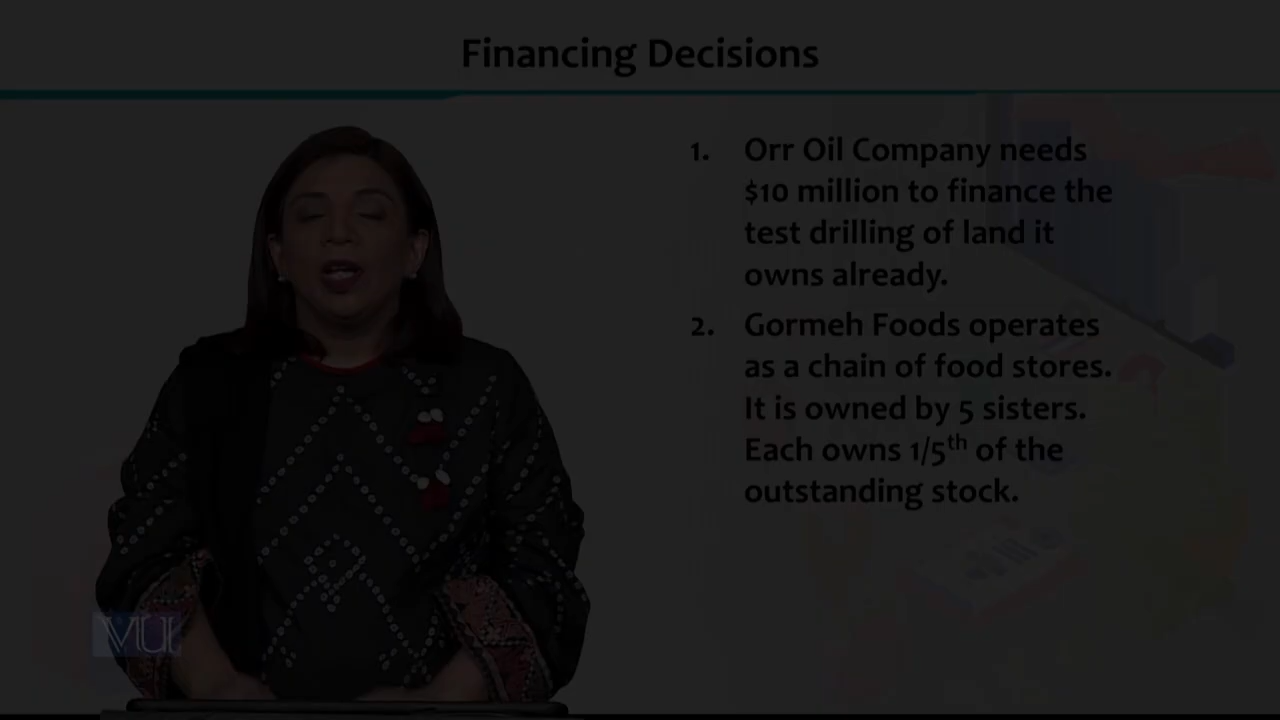 Financing Decisions
1. Orr Oil Company needs
$10 million to finance the
test drilling of land it
owns already.
2. Gormeh Foods operates
as a chain of food stores.
It is owned by 5 sisters.
Each owns 1/5th of the
outstanding stock.
VU